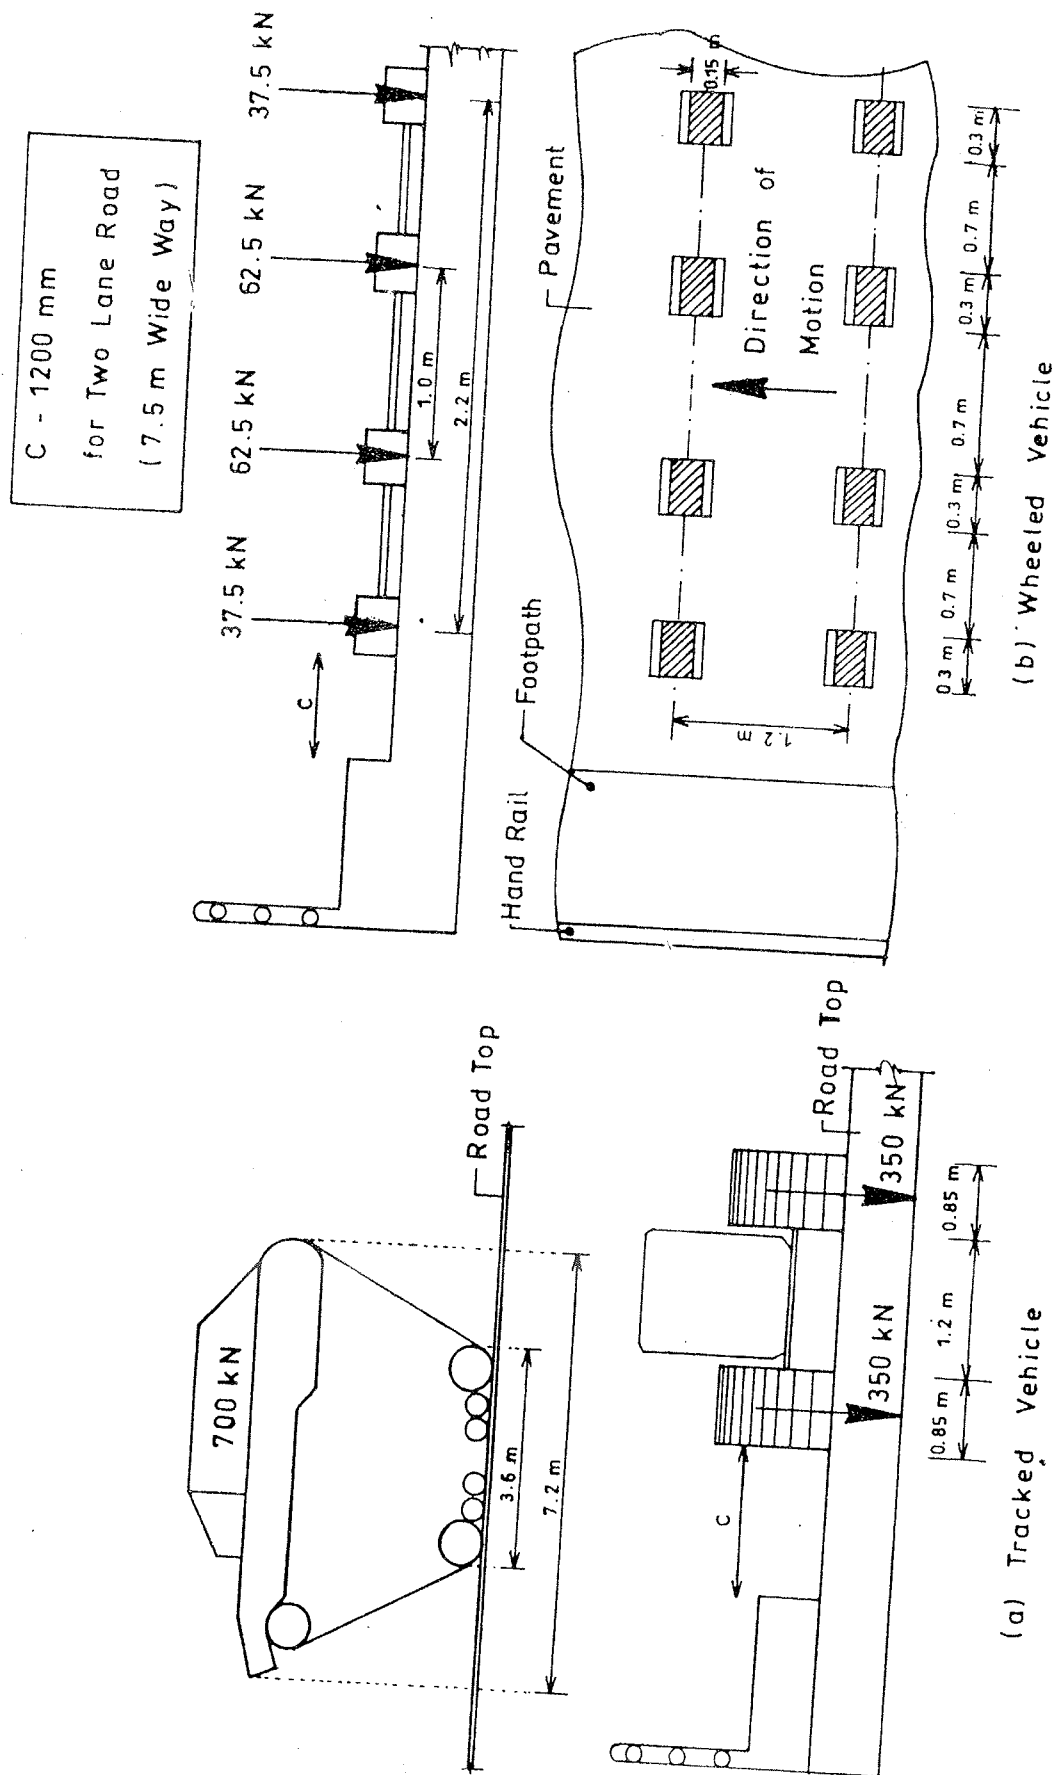 700 kN
3.6 m
7.2 m
Road Top
C
350 kN
350 kN
Road Top
0.85 m
1.2 m
0.85 m
(a) Tracked Vehicle
C - 1200 mm
for Two Lane Road
(7.5 m Wide Way)
37.5 kN
62.5 kN
62.5 kN
37.5 kN
C
1.0 m
2.2 m
Hand Rail
Footpath
Pavement
1.2 m
Direction of
Motion
0.15 m
0.3 m
0.7 m
0.3 m
0.7 m
0.3 m
0.7 m
0.3 m
(b) Wheeled Vehicle